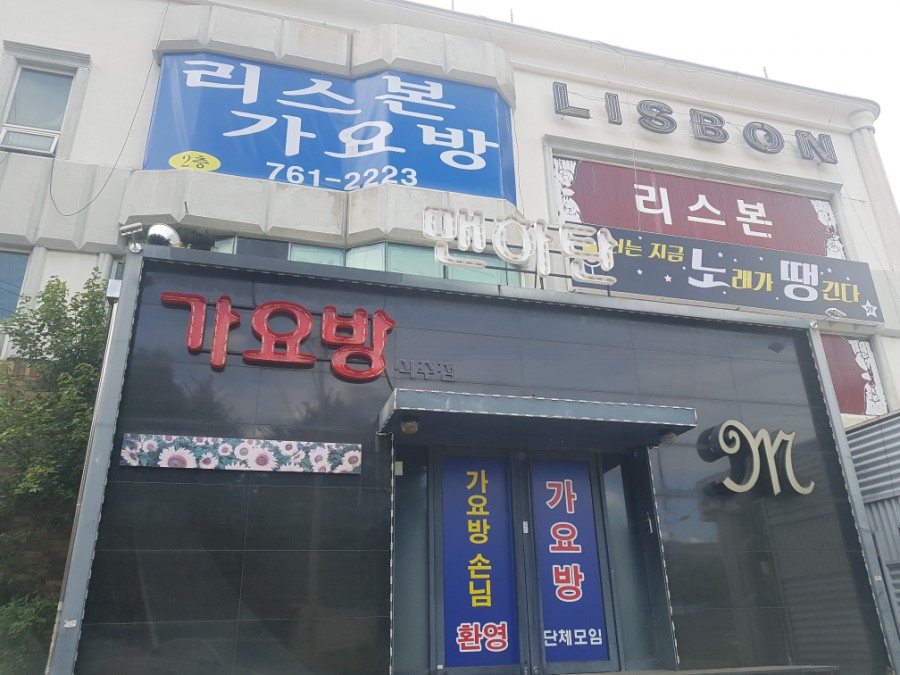 리스본
가요방
2층
761-2223
LISBON
리스본
맨하탄
는 지금 노래가 땡긴다
가요방
M
가요방 손님 환영
가요방 단체모임